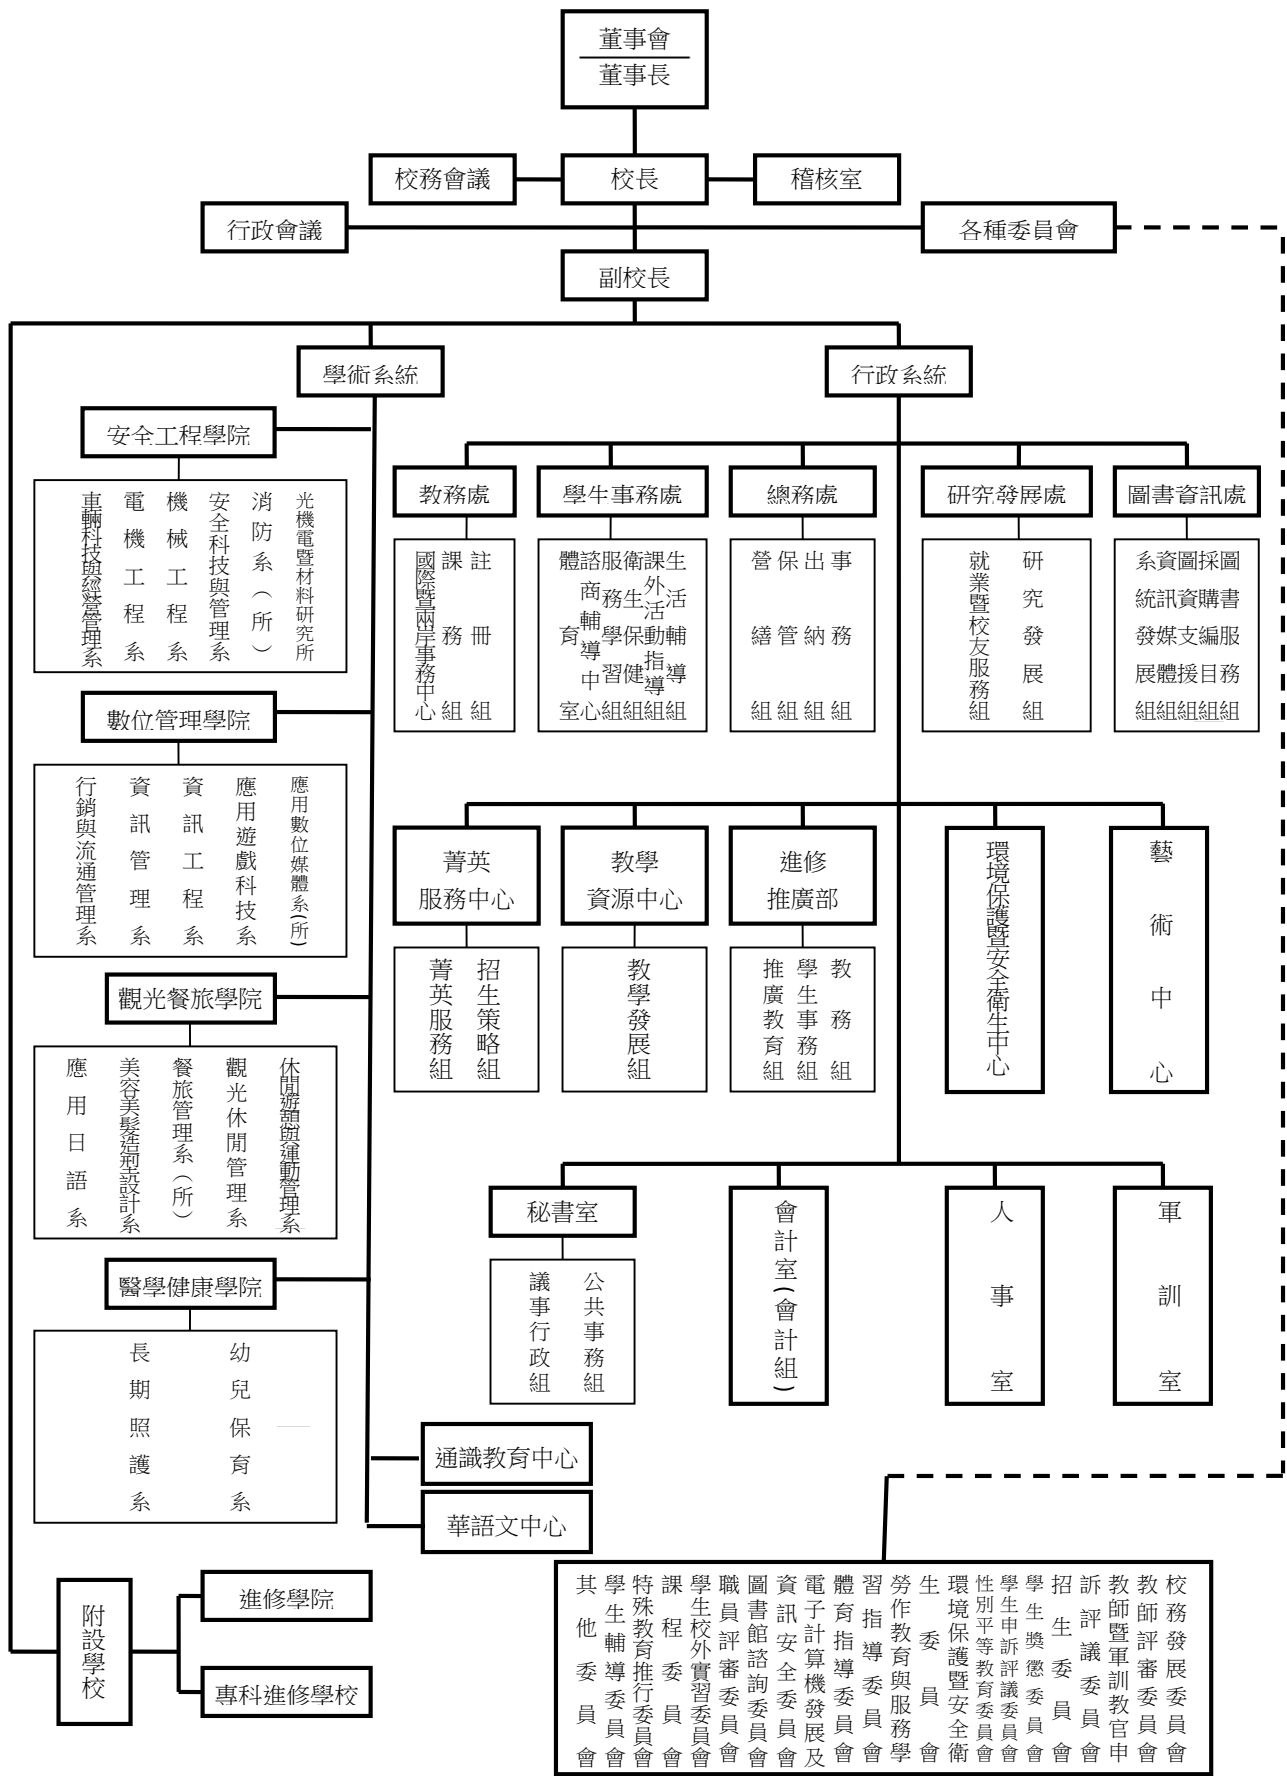 董事會
董事長
校務會議
校長
稽核室
行政會議
各種委員會
副校長
學術系統
行政系統
安全工程學院
光機電暨材料研究所
消防系(所)
安全科技與管理系
機械工程系
電機工程系
車輛科技與經營管理系
數位管理學院
應用數位媒體系(所)
應用遊戲科技系
資訊工程系
資訊管理系
行銷與流通管理系
觀光餐旅學院
休閒遊憩與運動管理系
觀光休閒管理系
餐旅管理系(所)
美容美髮造型設計系
應用日語系
醫學健康學院
幼兒保育系
長期照護系
通識教育中心
華語文中心
教務處
註冊組
課務組
國際暨兩岸事務中心
學生事務處
生活輔導組
課外活動指導組
衛生保健組
服務學習組
諮商輔導中心
體育室
總務處
事務組
出納組
保管組
營繕組
研究發展處
研究發展組
就業暨校友服務組
圖書資訊處
圖書服務組
採購編目組
圖資支援組
資訊媒體組
系統發展組
菁英
服務中心
招生策略組
菁英服務組
教學
資源中心
教學發展組
進修
推廣部
教務組
學生事務組
推廣教育組
環境保護暨安全衛生中心
藝術中心
秘書室
公共事務組
議事行政組
會計室(會計組)
人事室
軍訓室
附設學校
進修學院
專科進修學校
校務發展委員會
教師評審委員會
教師暨軍訓教官申
訴評議委員會
招生委員會
學生獎懲委員會
學生申訴評議委員會
性別平等教育委員會
環境保護暨安全衛
生委員會
勞作教育與服務學
習指導委員會
體育指導委員會
電子計算機發展及
資訊安全委員會
圖書館諮詢委員會
職員評審委員會
學生校外實習委員會
課程委員會
特殊教育推行委員會
學生輔導委員會
其他委員會